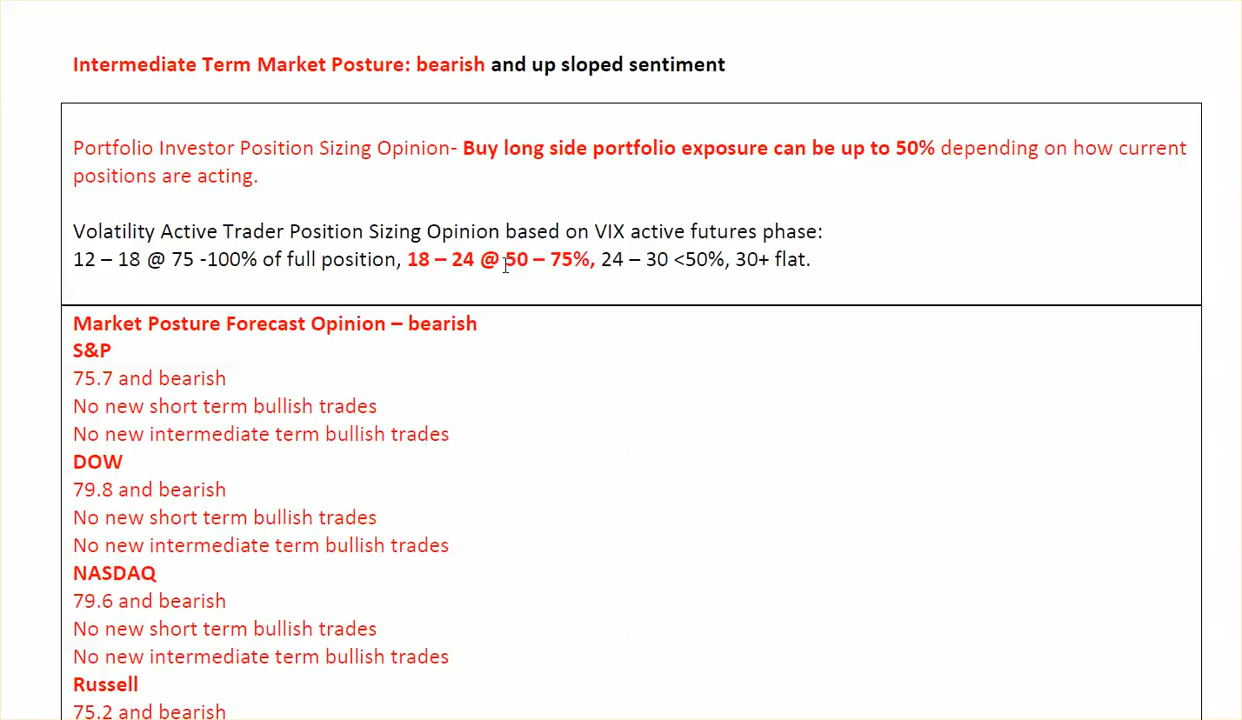 Intermediate Term Market Posture: bearish and up sloped sentiment
Portfolio Investor Position Sizing Opinion- Buy long side portfolio exposure can be up to 50% depending on how current
positions are acting.
Volatility Active Trader Position Sizing Opinion based on VIX active futures phase:
12 – 18 @ 75 -100% of full position, 18 – 24 @ 50 – 75%, 24 – 30 <50%, 30+ flat.
Market Posture Forecast Opinion – bearish
S&P
75.7 and bearish
No new short term bullish trades
No new intermediate term bullish trades
DOW
79.8 and bearish
No new short term bullish trades
No new intermediate term bullish trades
NASDAQ
79.6 and bearish
No new short term bullish trades
No new intermediate term bullish trades
Russell
75.2 and bearish